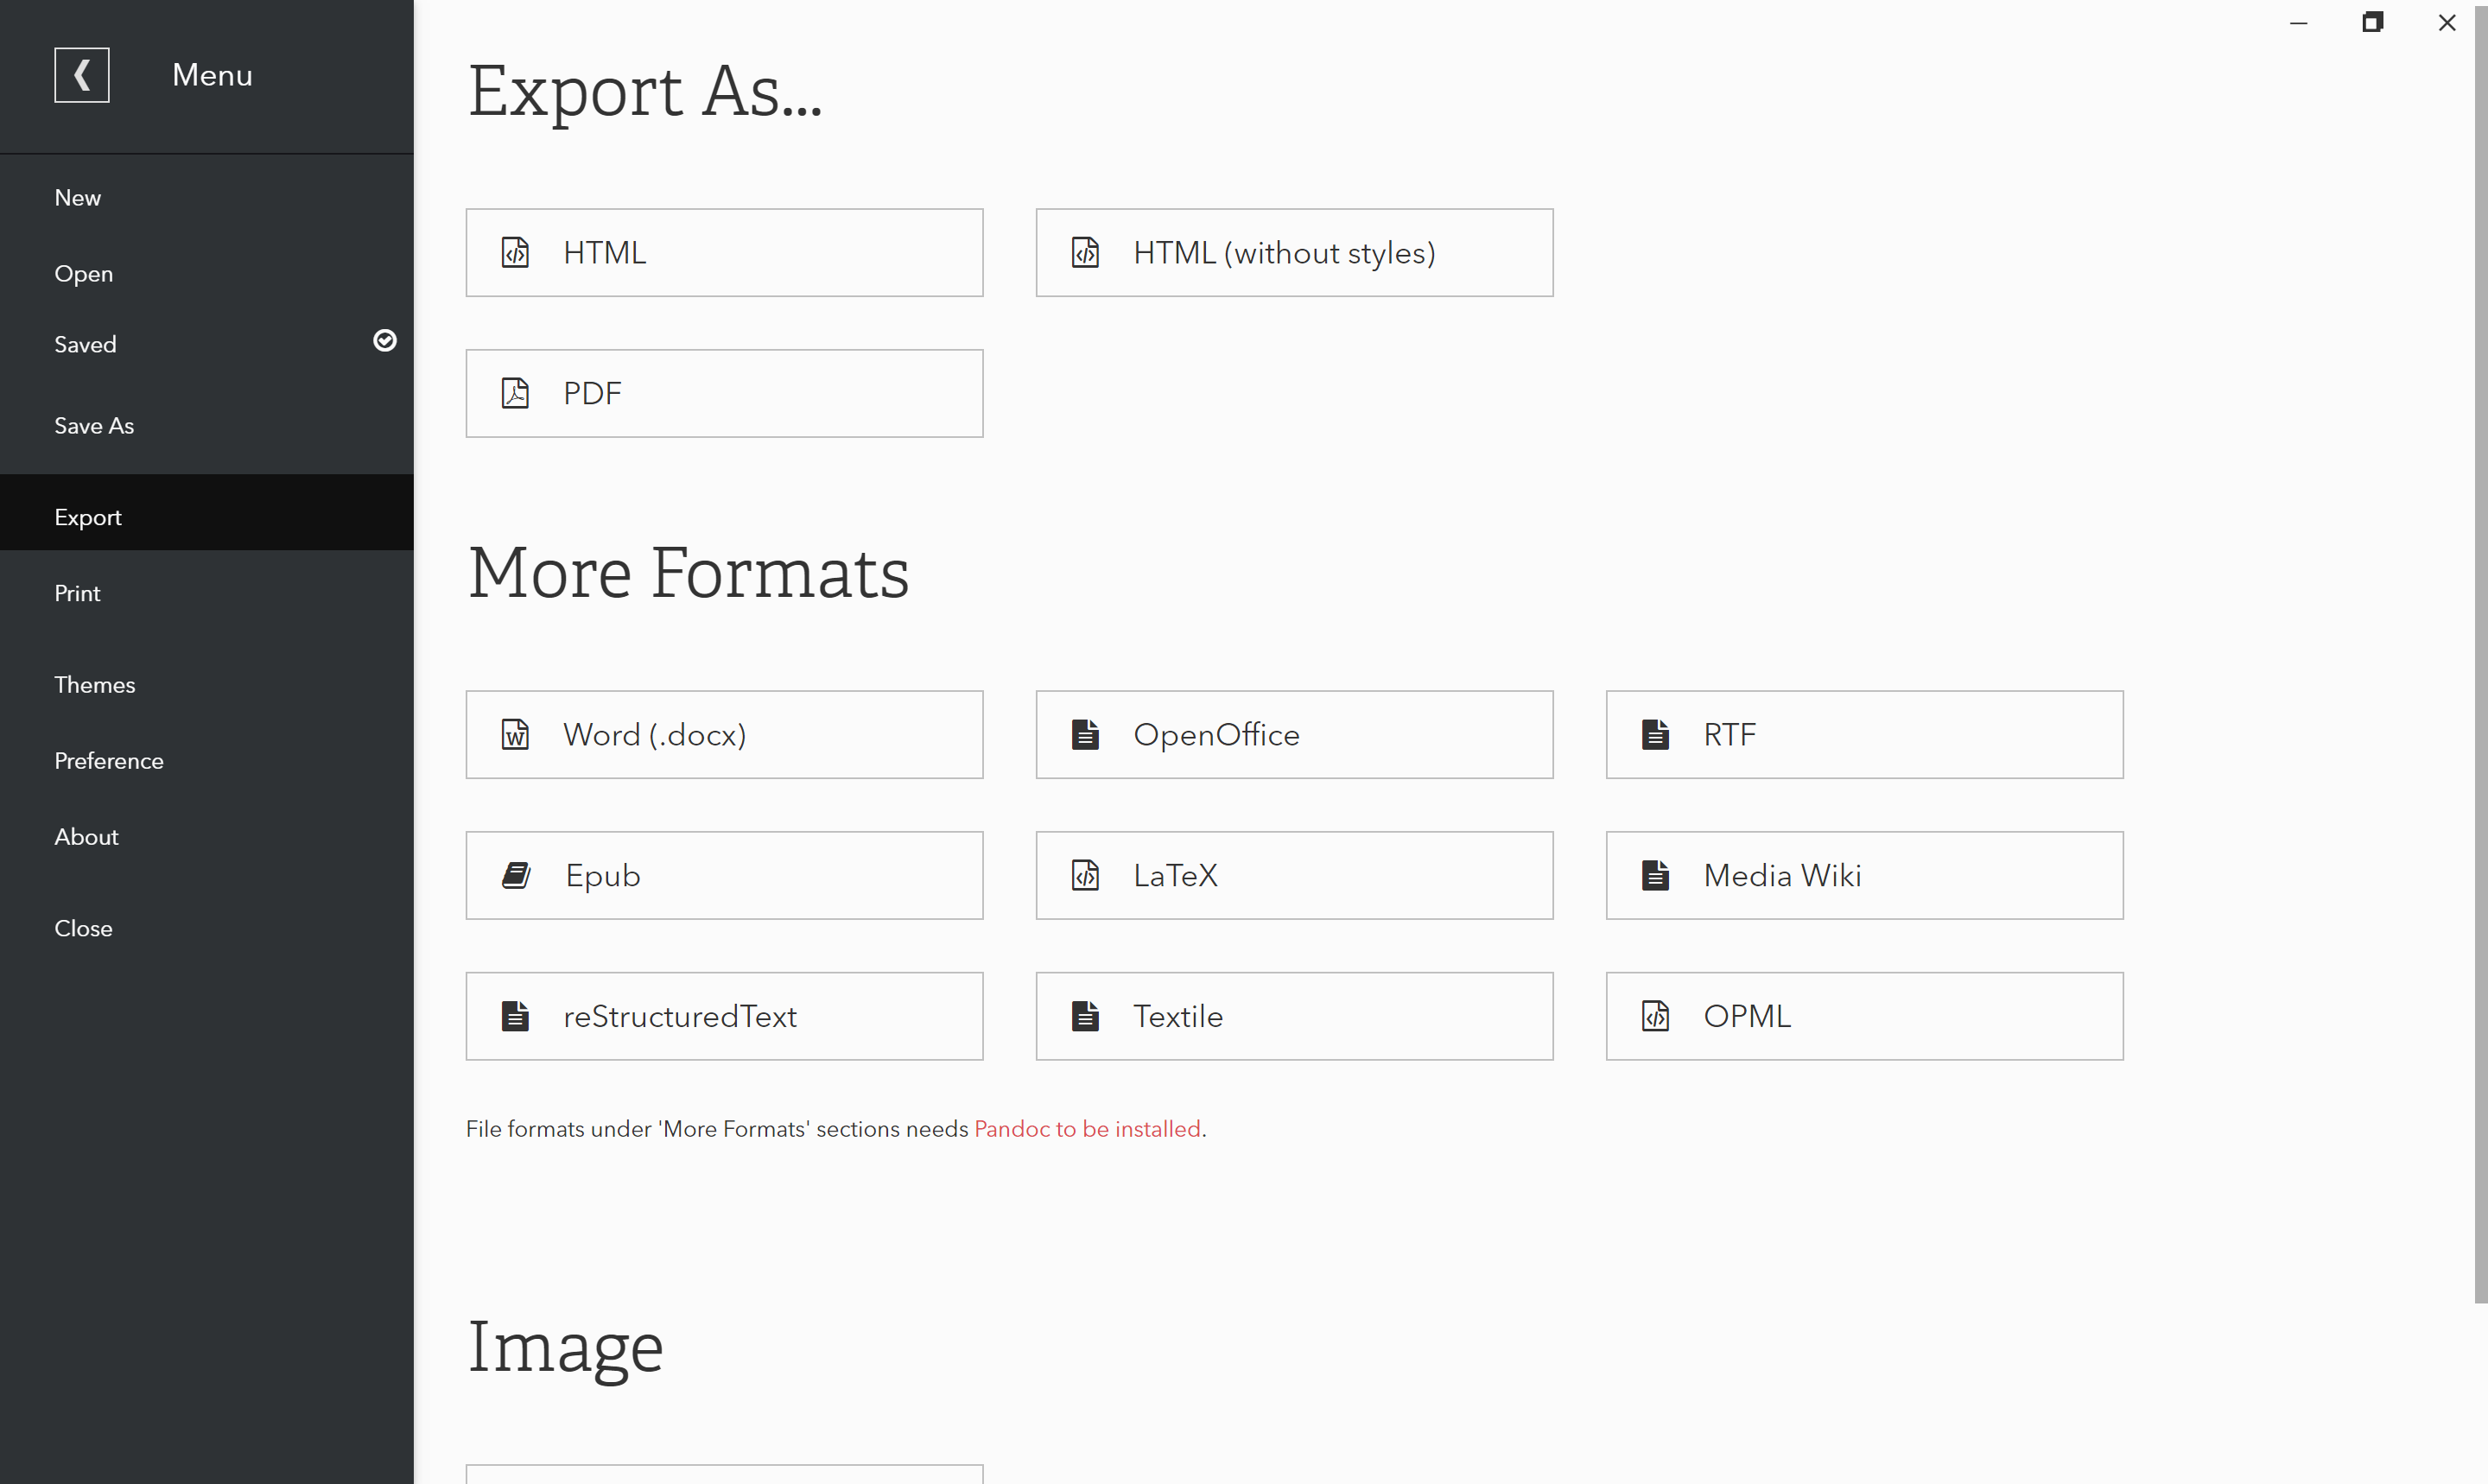 Menu
New
Open
Saved
Save As
Export
Print
Themes
Preference
About
Close
Export As...
HTML
HTML (without styles)
PDF
More Formats
Word (.docx)
OpenOffice
RTF
Epub
LaTeX
Media Wiki
reStructuredText
Textile
OPML
File formats under 'More Formats' sections needs Pandoc to be installed.
Image